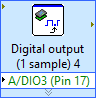 Digital output
(1 sample) 4
A/DIO3 (Pin 17)